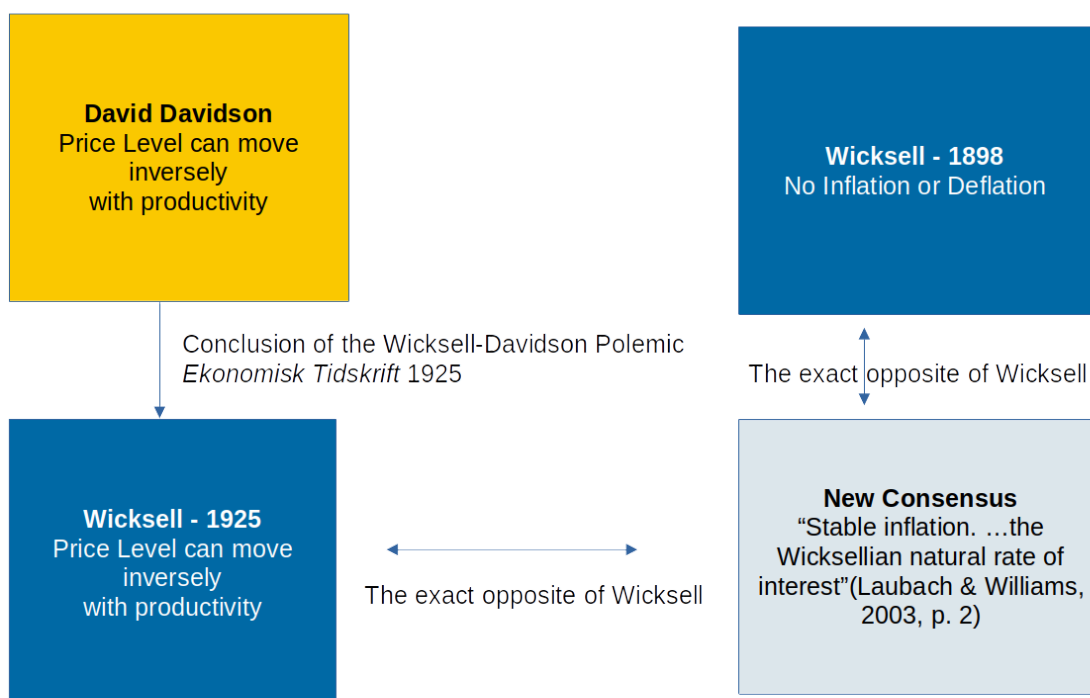 David Davidson
Price Level can move
inversely
with productivity
Wicksell - 1898
No Inflation or Deflation
Conclusion of the Wicksell-Davidson Polemic
Ekonomisk Tidskrift 1925
The exact opposite of Wicksell
Wicksell - 1925
Price Level can move
inversely
with productivity
The exact opposite of Wicksell
New Consensus
“Stable inflation. …the
Wicksellian natural rate of
interest”(Laubach & Williams,
2003, p. 2)